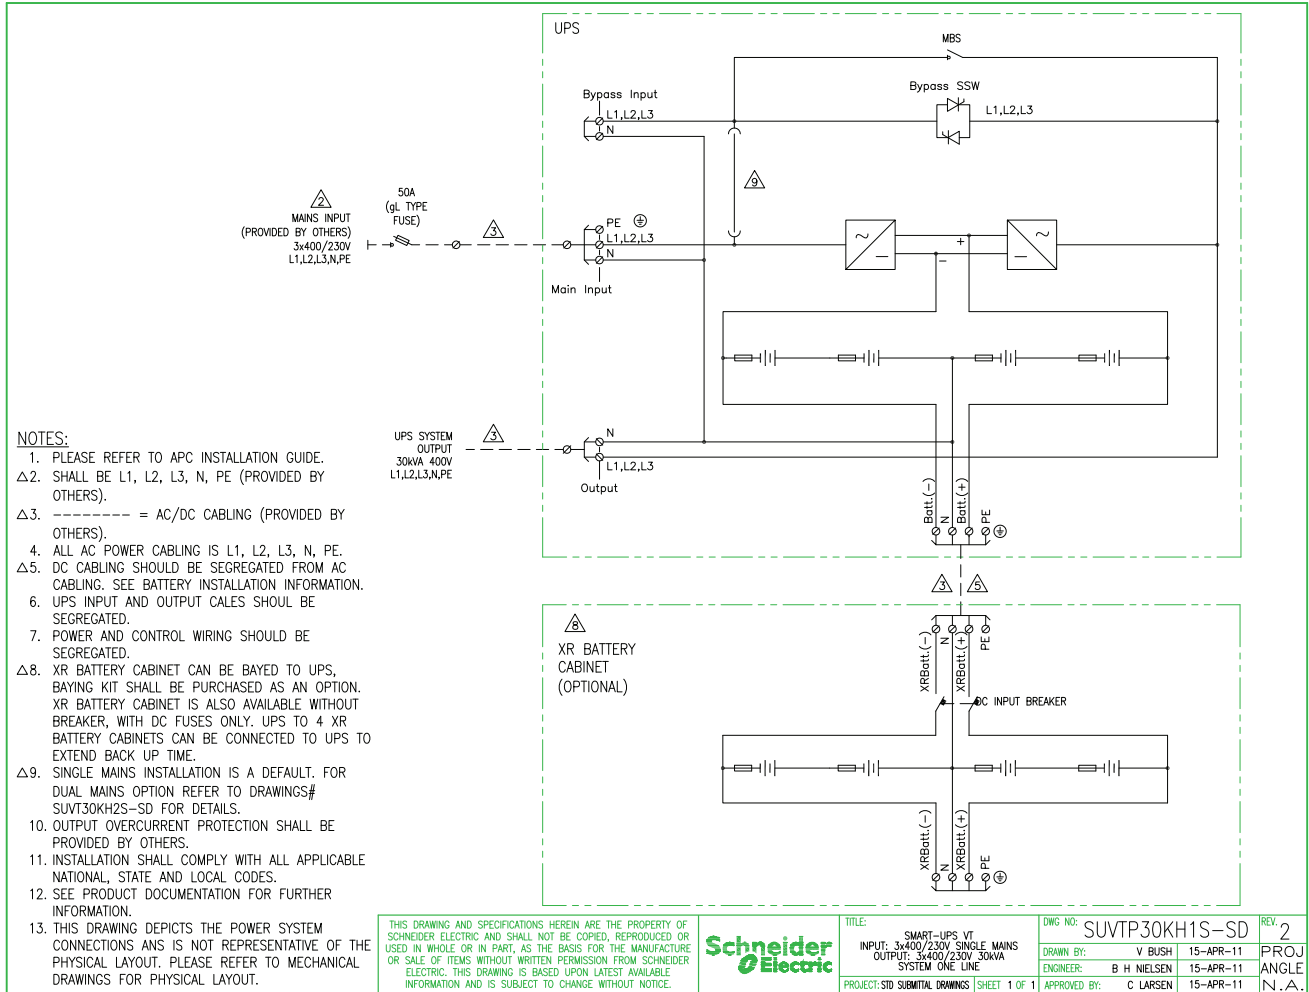 UPS
MBS
Bypass SSW
L1,L2,L3
Bypass Input
L1,L2,L3
N
9
2
MAINS INPUT
(PROVIDED BY OTHERS)
3x400/230V
L1,L2,L3,N,PE
50A
(gL TYPE
FUSE)
3
PE
L1,L2,L3
N
Main Input
~
–
+
–
~
–
UPS SYSTEM
OUTPUT
30kVA 400V
L1,L2,L3,N,PE
3
N
L1,L2,L3
Output
Batt.(–)
N
Batt.(+)
PE
3
5
8
XR BATTERY
CABINET
(OPTIONAL)
XRBatt.(–)
N
XRBatt.(+)
PE
DC INPUT BREAKER
XRBatt.(–)
N
XRBatt.(+)
PE
NOTES:
1. PLEASE REFER TO APC INSTALLATION GUIDE.
△2. SHALL BE L1, L2, L3, N, PE (PROVIDED BY
OTHERS).
△3. -------- = AC/DC CABLING (PROVIDED BY
OTHERS).
4. ALL AC POWER CABLING IS L1, L2, L3, N, PE.
△5. DC CABLING SHOULD BE SEGREGATED FROM AC
CABLING. SEE BATTERY INSTALLATION INFORMATION.
6. UPS INPUT AND OUTPUT CALES SHOUL BE
SEGREGATED.
7. POWER AND CONTROL WIRING SHOULD BE
SEGREGATED.
△8. XR BATTERY CABINET CAN BE BAYED TO UPS,
BAYING KIT SHALL BE PURCHASED AS AN OPTION.
XR BATTERY CABINET IS ALSO AVAILABLE WITHOUT
BREAKER, WITH DC FUSES ONLY. UPS TO 4 XR
BATTERY CABINETS CAN BE CONNECTED TO UPS TO
EXTEND BACK UP TIME.
△9. SINGLE MAINS INSTALLATION IS A DEFAULT. FOR
DUAL MAINS OPTION REFER TO DRAWINGS#
SUVT30KH2S–SD FOR DETAILS.
10. OUTPUT OVERCURRENT PROTECTION SHALL BE
PROVIDED BY OTHERS.
11. INSTALLATION SHALL COMPLY WITH ALL APPLICABLE
NATIONAL, STATE AND LOCAL CODES.
12. SEE PRODUCT DOCUMENTATION FOR FURTHER
INFORMATION.
13. THIS DRAWING DEPICTS THE POWER SYSTEM
CONNECTIONS ANS IS NOT REPRESENTATIVE OF THE
PHYSICAL LAYOUT. PLEASE REFER TO MECHANICAL
DRAWINGS FOR PHYSICAL LAYOUT.
THIS DRAWING AND SPECIFICATIONS HEREIN ARE THE PROPERTY OF
SCHNEIDER ELECTRIC AND SHALL NOT BE COPIED, REPRODUCED OR
USED IN WHOLE OR IN PART, AS THE BASIS FOR THE MANUFACTURE
OR SALE OF ITEMS WITHOUT WRITTEN PERMISSION FROM SCHNEIDER
ELECTRIC. THIS DRAWING IS BASED UPON LATEST AVAILABLE
INFORMATION AND IS SUBJECT TO CHANGE WITHOUT NOTICE.
Schneider
Electric
TITLE:
SMART–UPS VT
INPUT: 3x400/230V SINGLE MAINS
OUTPUT: 3x400/230V 30kVA
SYSTEM ONE LINE
PROJECT: STD SUBMITTAL DRAWINGS SHEET 1 OF 1
DWG NO: SUVTP30KH1S–SD
REV. 2
DRAWN BY: V BUSH 15–APR–11
ENGINEER: B H NIELSEN 15–APR–11
APPROVED BY: C LARSEN 15–APR–11
PROJ
ANGLE
N.A.